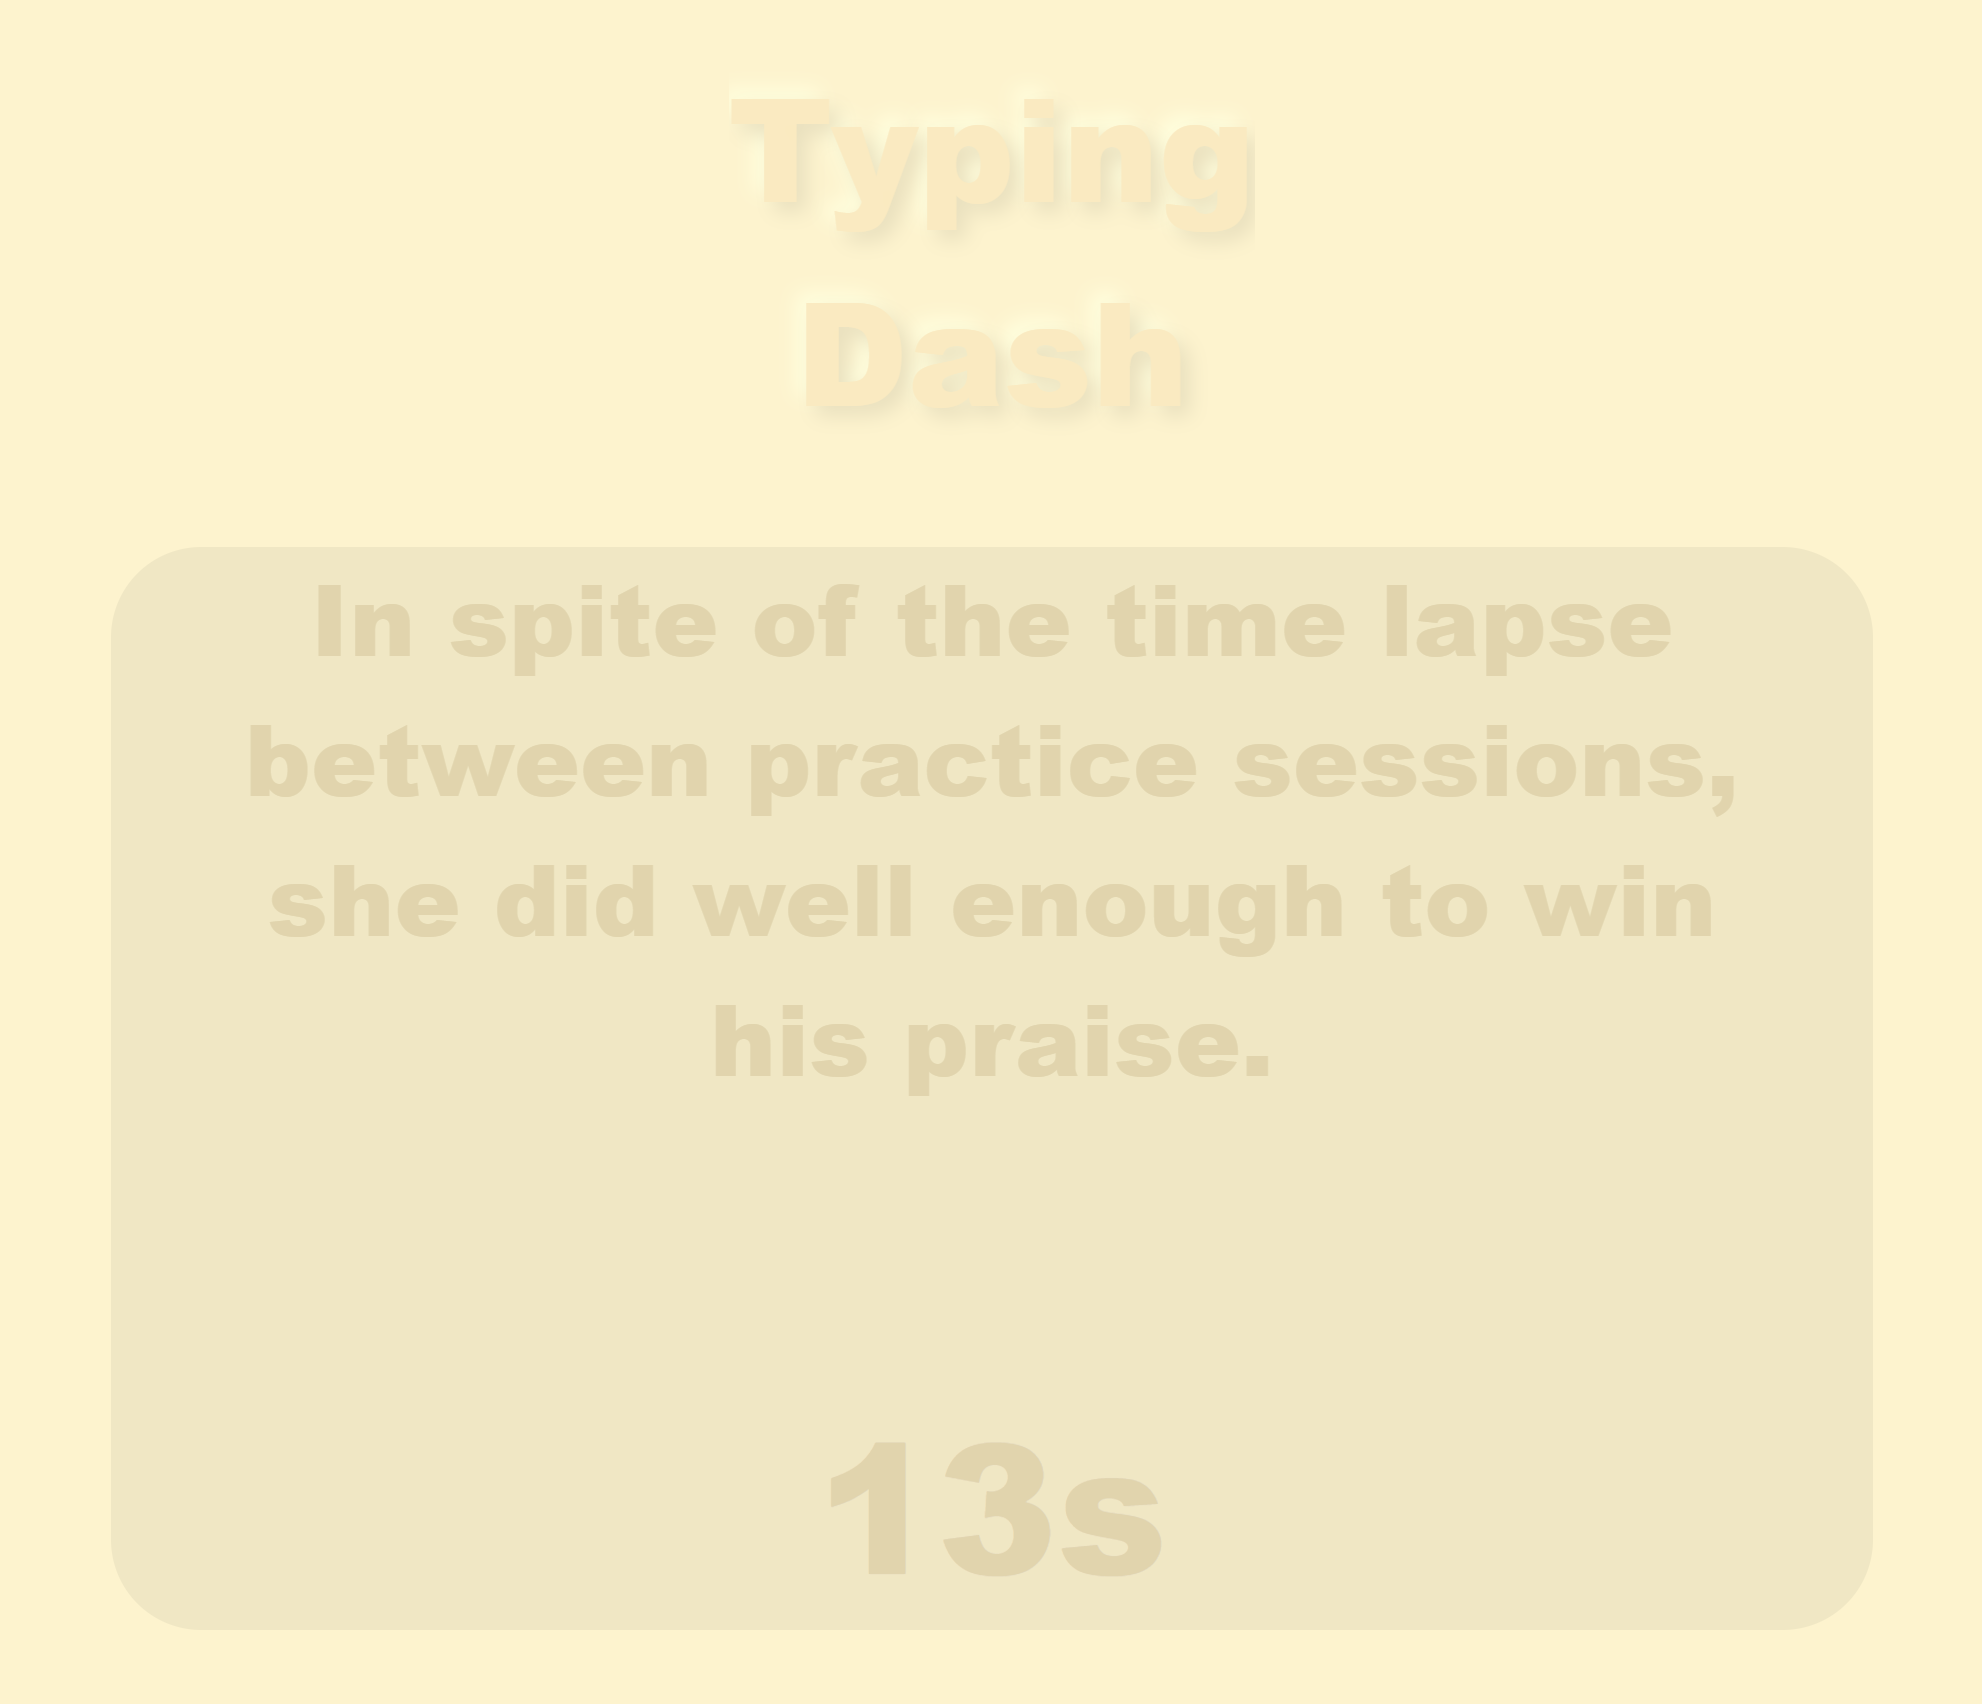 Typing
Dash
In spite of the time lapse
between practice sessions,
she did well enough to win
his praise.
13s